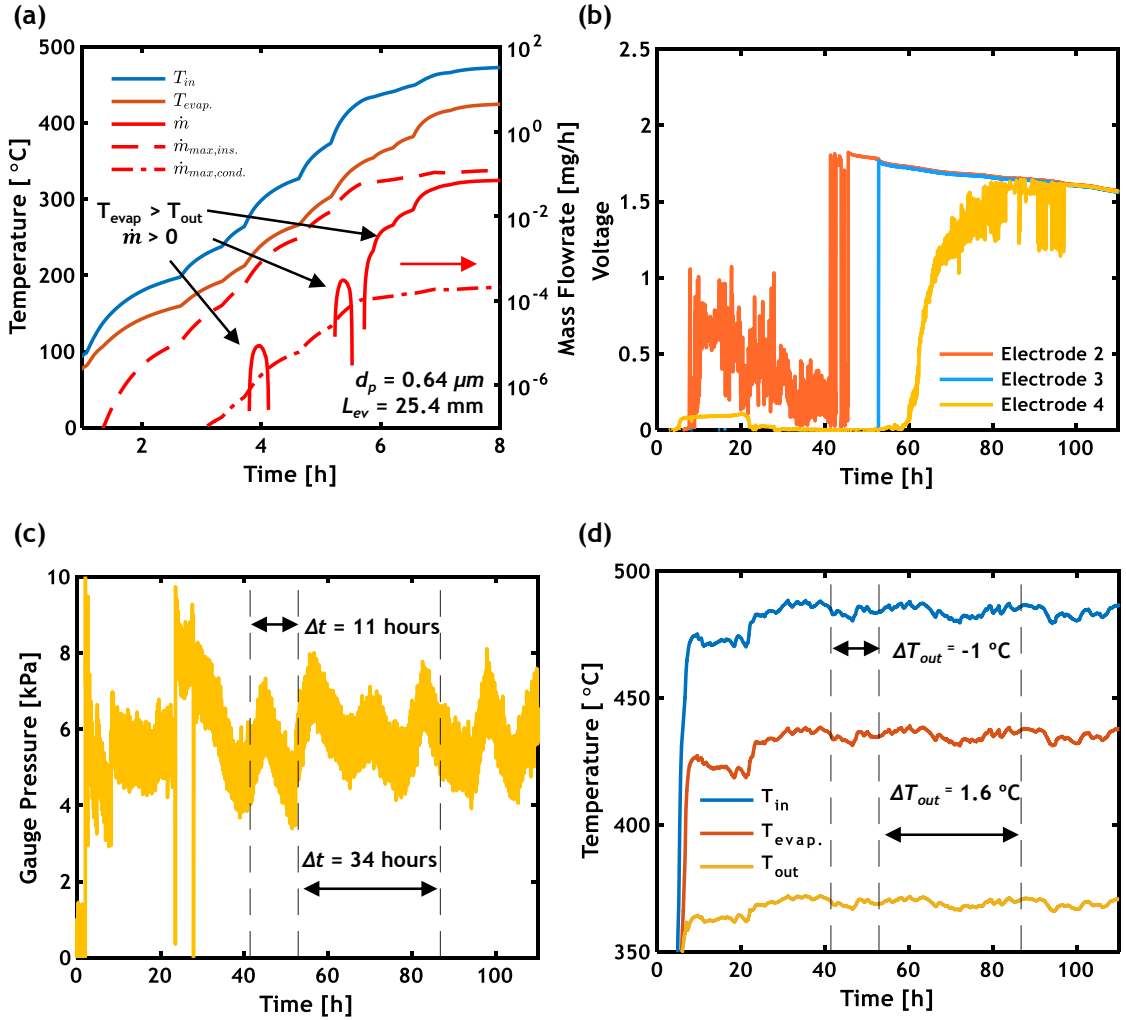 (a)
500
400
300
200
100
0
Temperature [ °C]
2
4
6
8
Time [h]
10²
10⁰
10⁻²
10⁻⁴
10⁻⁶
Mass Flowrate [mg/h]
T_in
T_evap.
ṁ
ṁ_max,ins.
ṁ_max,cond.
T_evap > T_out
ṁ > 0
d_p = 0.64 µm
L_ev = 25.4 mm
(b)
2.5
2
1.5
1
0.5
0
Voltage
0
20
40
60
80
100
Time [h]
Electrode 2
Electrode 3
Electrode 4
(c)
10
8
6
4
2
0
Gauge Pressure [kPa]
0
20
40
60
80
100
Time [h]
Δt = 11 hours
Δt = 34 hours
(d)
500
450
400
350
Temperature [ °C]
0
20
40
60
80
100
Time [h]
ΔT_out = -1 °C
ΔT_out = 1.6 °C
T_in
T_evap.
T_out